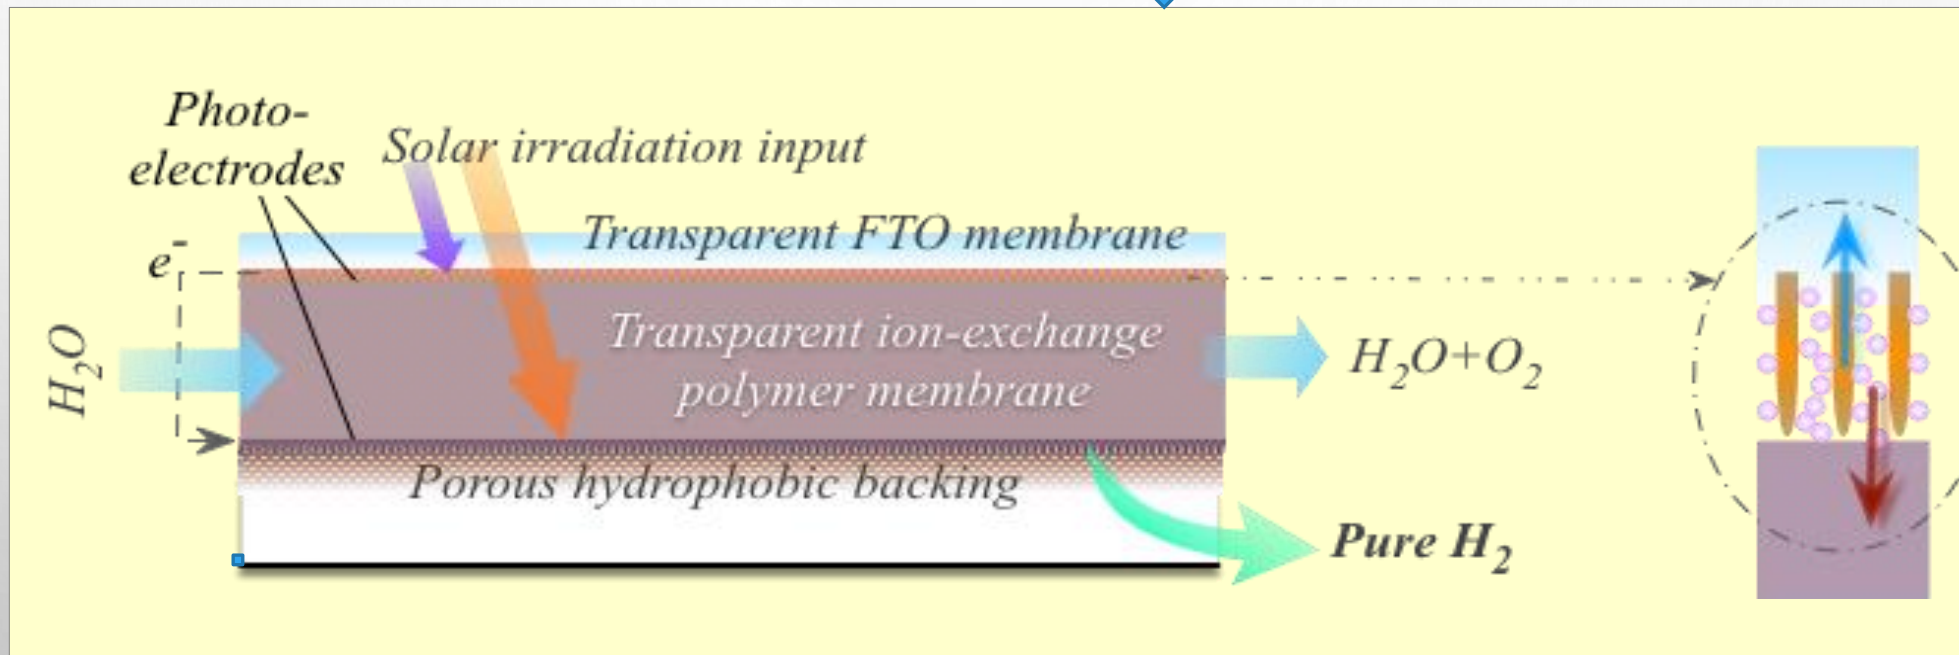 Photo-
electrodes
Solar irradiation input
Transparent FTO membrane
e-
H2O
Transparent ion-exchange
polymer membrane
H2O+O2
Porous hydrophobic backing
Pure H2